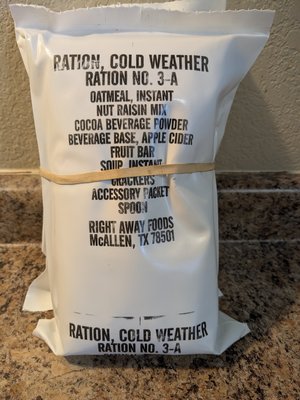 RATION, COLD WEATHER
RATION NO. 3-A
OATMEAL, INSTANT
NUT RAISIN MIX
COCOA BEVERAGE POWDER
BEVERAGE BASE, APPLE CIDER
FRUIT BAR
SOUP, INSTANT
CRACKERS
ACCESSORY PACKET
SPOON
RIGHT AWAY FOODS
McALLEN, TX 78501
RATION, COLD WEATHER
RATION NO. 3-A